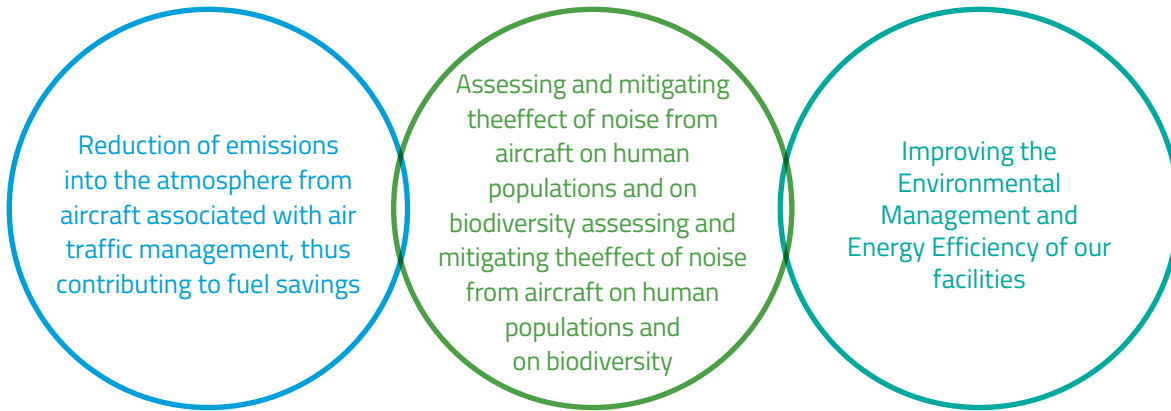 Reduction of emissions
into the atmosphere from
aircraft associated with air
traffic management, thus
contributing to fuel savings
Assessing and mitigating
theeffect of noise from
aircraft on human
populations and on
biodiversity assessing and
mitigating theeffect of noise
from aircraft on human
populations and
on biodiversity
Improving the
Environmental
Management and
Energy Efficiency of our
facilities